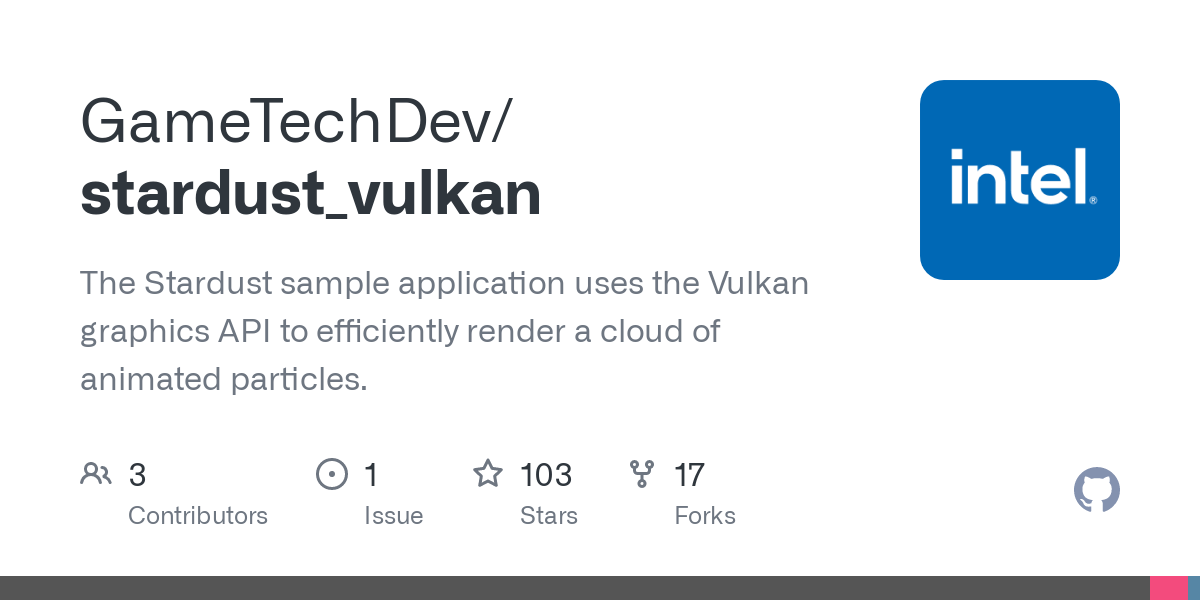 GameTechDev/
stardust_vulkan
intel®
The Stardust sample application uses the Vulkan
graphics API to efficiently render a cloud of
animated particles.
3 1 103 17
Contributors Issue Stars Forks